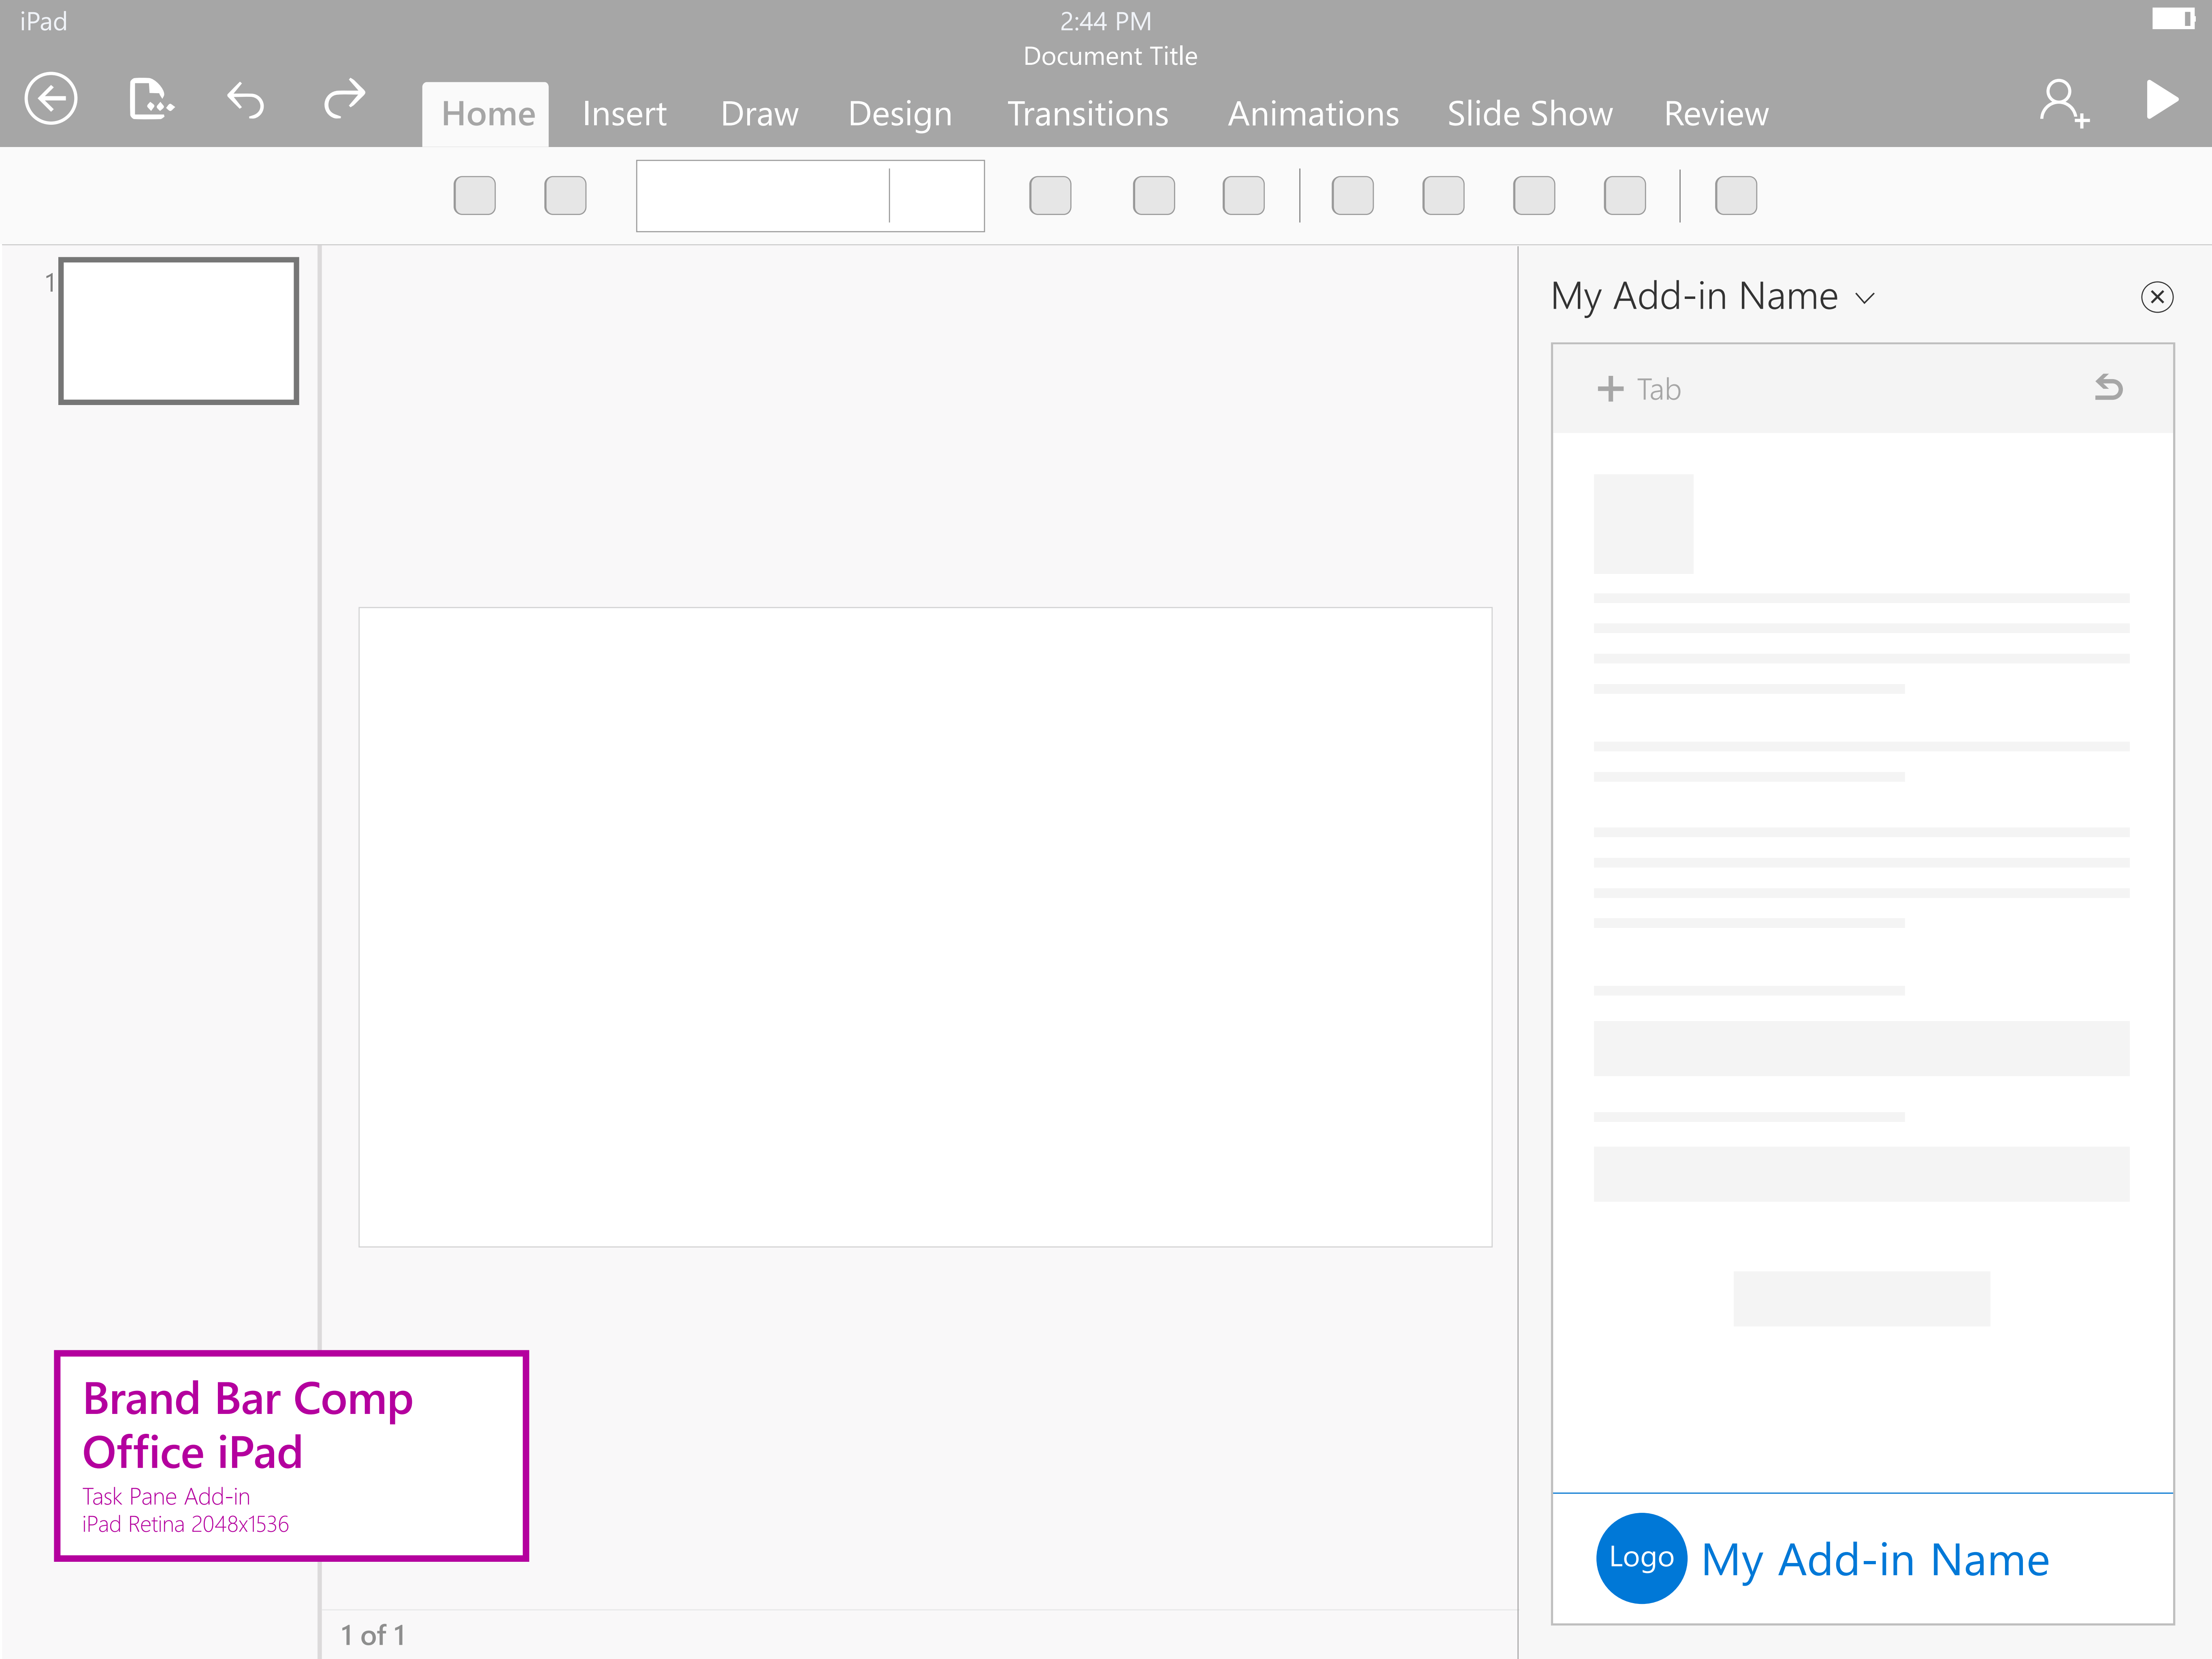 iPad
2:44 PM
Document Title
Home Insert Draw Design Transitions Animations Slide Show Review
1
My Add-in Name
Tab
Brand Bar Comp
Office iPad
Task Pane Add-in
iPad Retina 2048x1536
Logo My Add-in Name
1 of 1